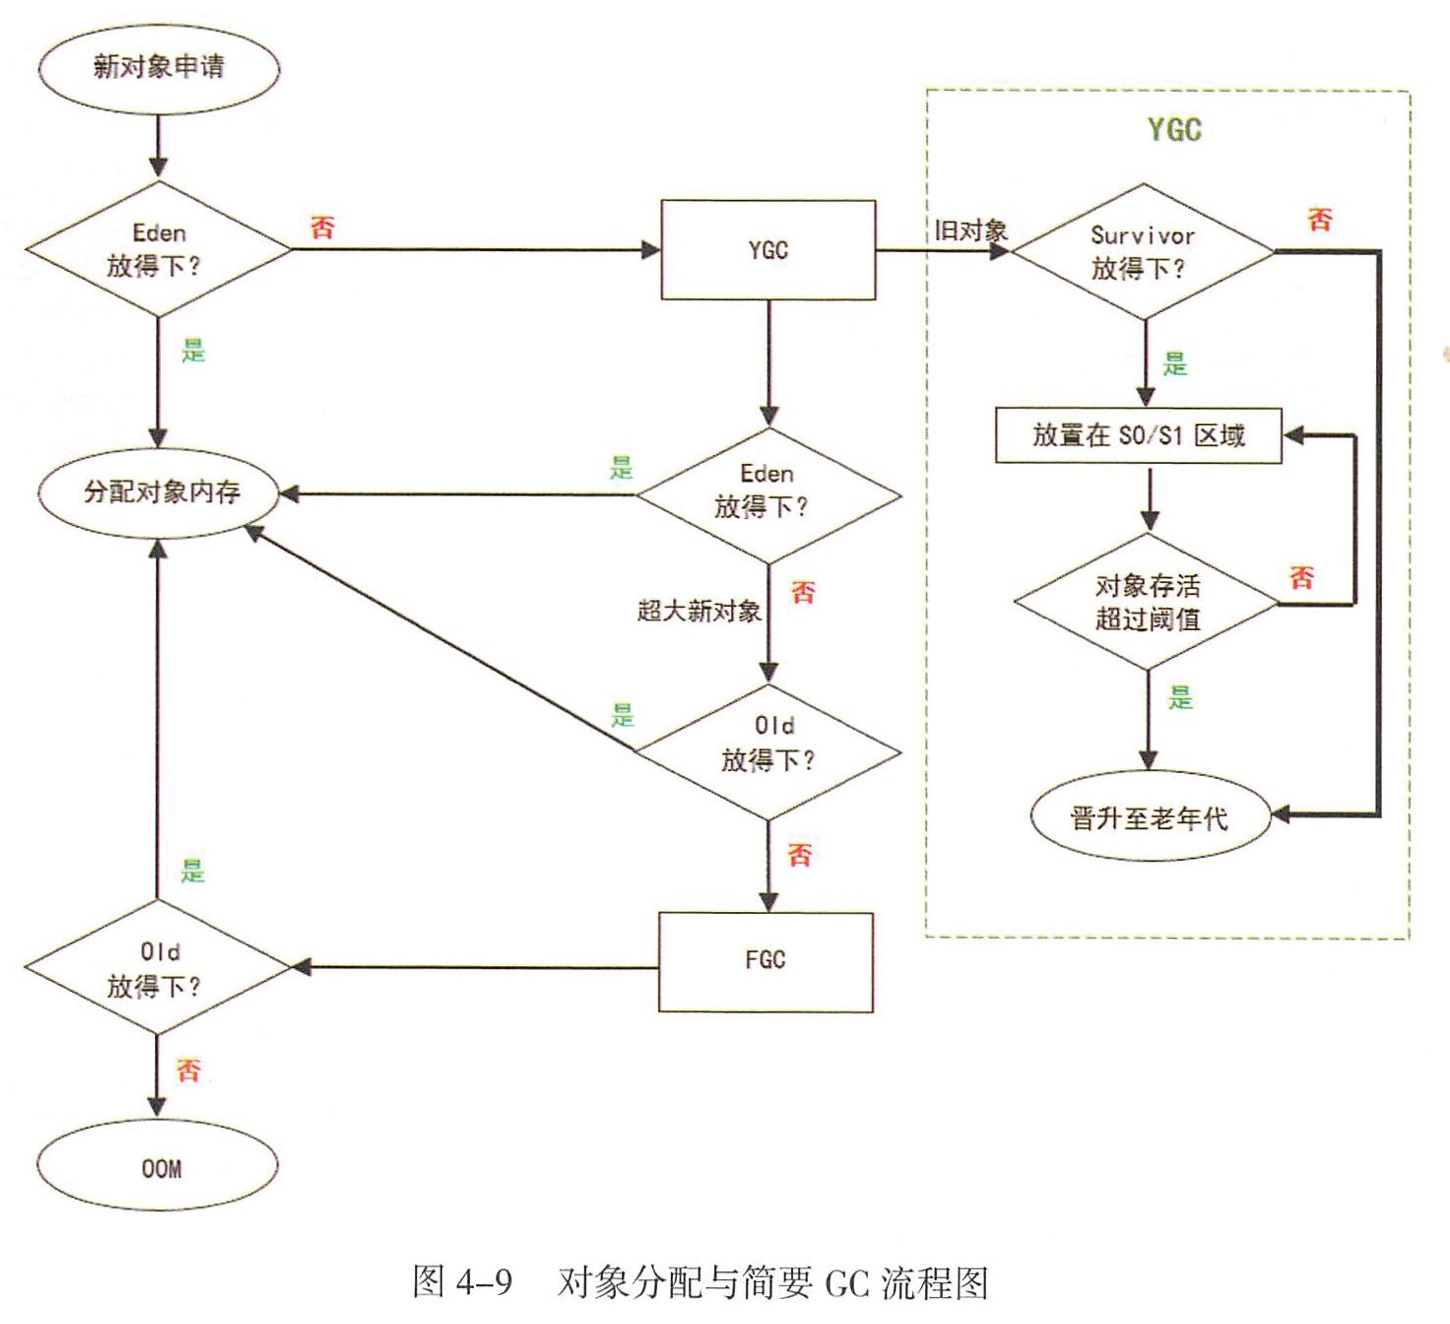 新对象申请
YGC
Eden
放得下？
否
YGC
旧对象
Survivor
放得下？
否
是
是
放置在 S0/S1 区域
分配对象内存
是
Eden
放得下？
对象存活
超过阈值
否
超大新对象
否
是
是
Old
放得下？
晋升至老年代
否
是
Old
放得下？
FGC
否
OOM
图 4–9 对象分配与简要 GC 流程图